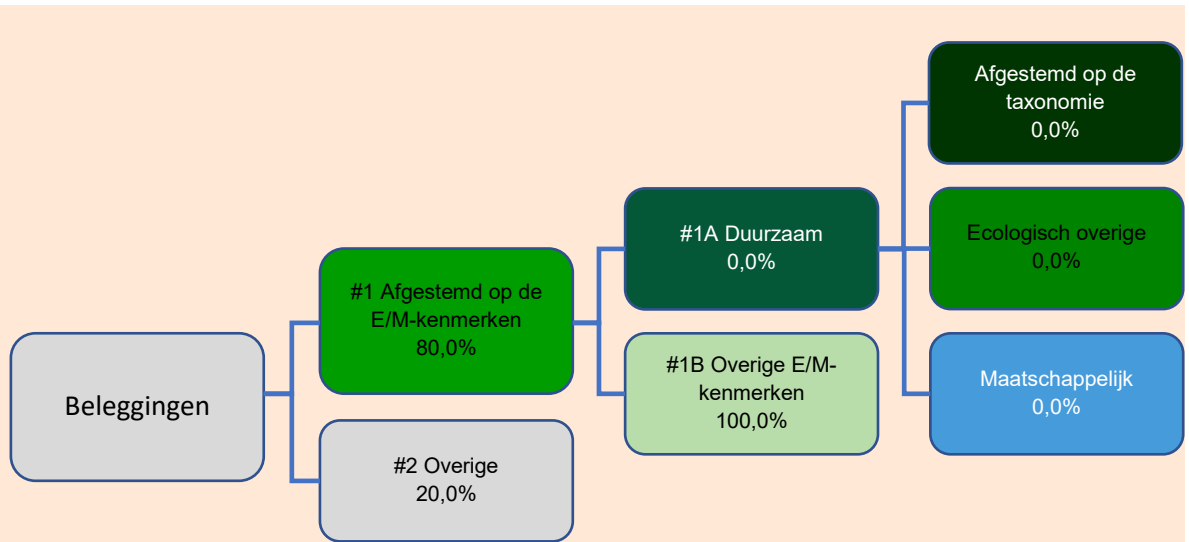 Beleggingen
#1 Afgestemd op de
E/M-kenmerken
80,0%
#2 Overige
20,0%
#1A Duurzaam
0,0%
#1B Overige E/M-
kenmerken
100,0%
Afgestemd op de
taxonomie
0,0%
Ecologisch overige
0,0%
Maatschappelijk
0,0%